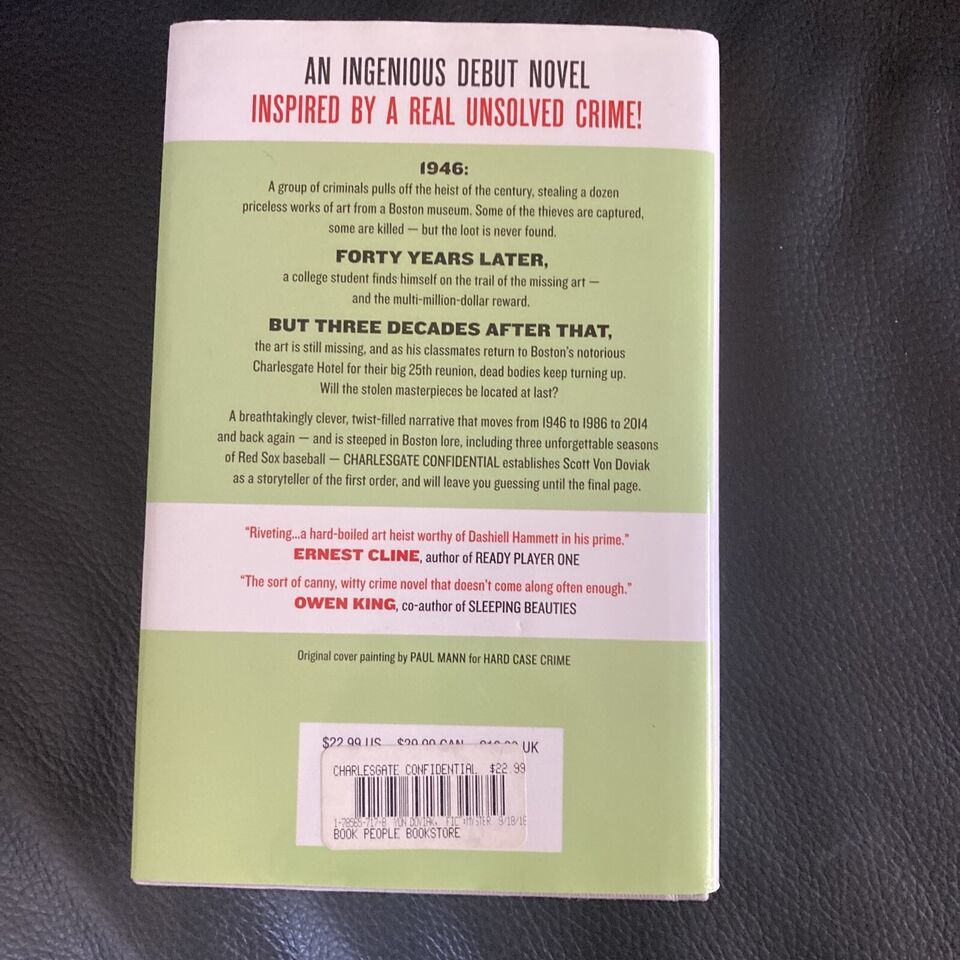 AN INGENIOUS DEBUT NOVEL
INSPIRED BY A REAL UNSOLVED CRIME!
1946:
A group of criminals pulls off the heist of the century, stealing a dozen
priceless works of art from a Boston museum. Some of the thieves are captured,
some are killed — but the loot is never found.
FORTY YEARS LATER,
a college student finds himself on the trail of the missing art —
and the multi-million-dollar reward.
BUT THREE DECADES AFTER THAT,
the art is still missing, and as his classmates return to Boston's notorious
Charlesgate Hotel for their big 25th reunion, dead bodies keep turning up.
Will the stolen masterpieces be located at last?
A breathtakingly clever, twist-filled narrative that moves from 1946 to 1986 to 2014
and back again — and is steeped in Boston lore, including three unforgettable seasons
of Red Sox baseball — CHARLESGATE CONFIDENTIAL establishes Scott Von Doviak
as a storyteller of the first order, and will leave you guessing until the final page.
"Riveting...a hard-boiled art heist worthy of Dashiell Hammett in his prime."
ERNEST CLINE, author of READY PLAYER ONE
"The sort of canny, witty crime novel that doesn't come along often enough."
OWEN KING, co-author of SLEEPING BEAUTIES
Original cover painting by PAUL MANN for HARD CASE CRIME
$22.99 US $29.99 CAN UK
CHARLESGATE CONFIDENTIAL $22.99
1-78565-717-8 VON DOVIAK, FIC
BOOK PEOPLE BOOKSTORE